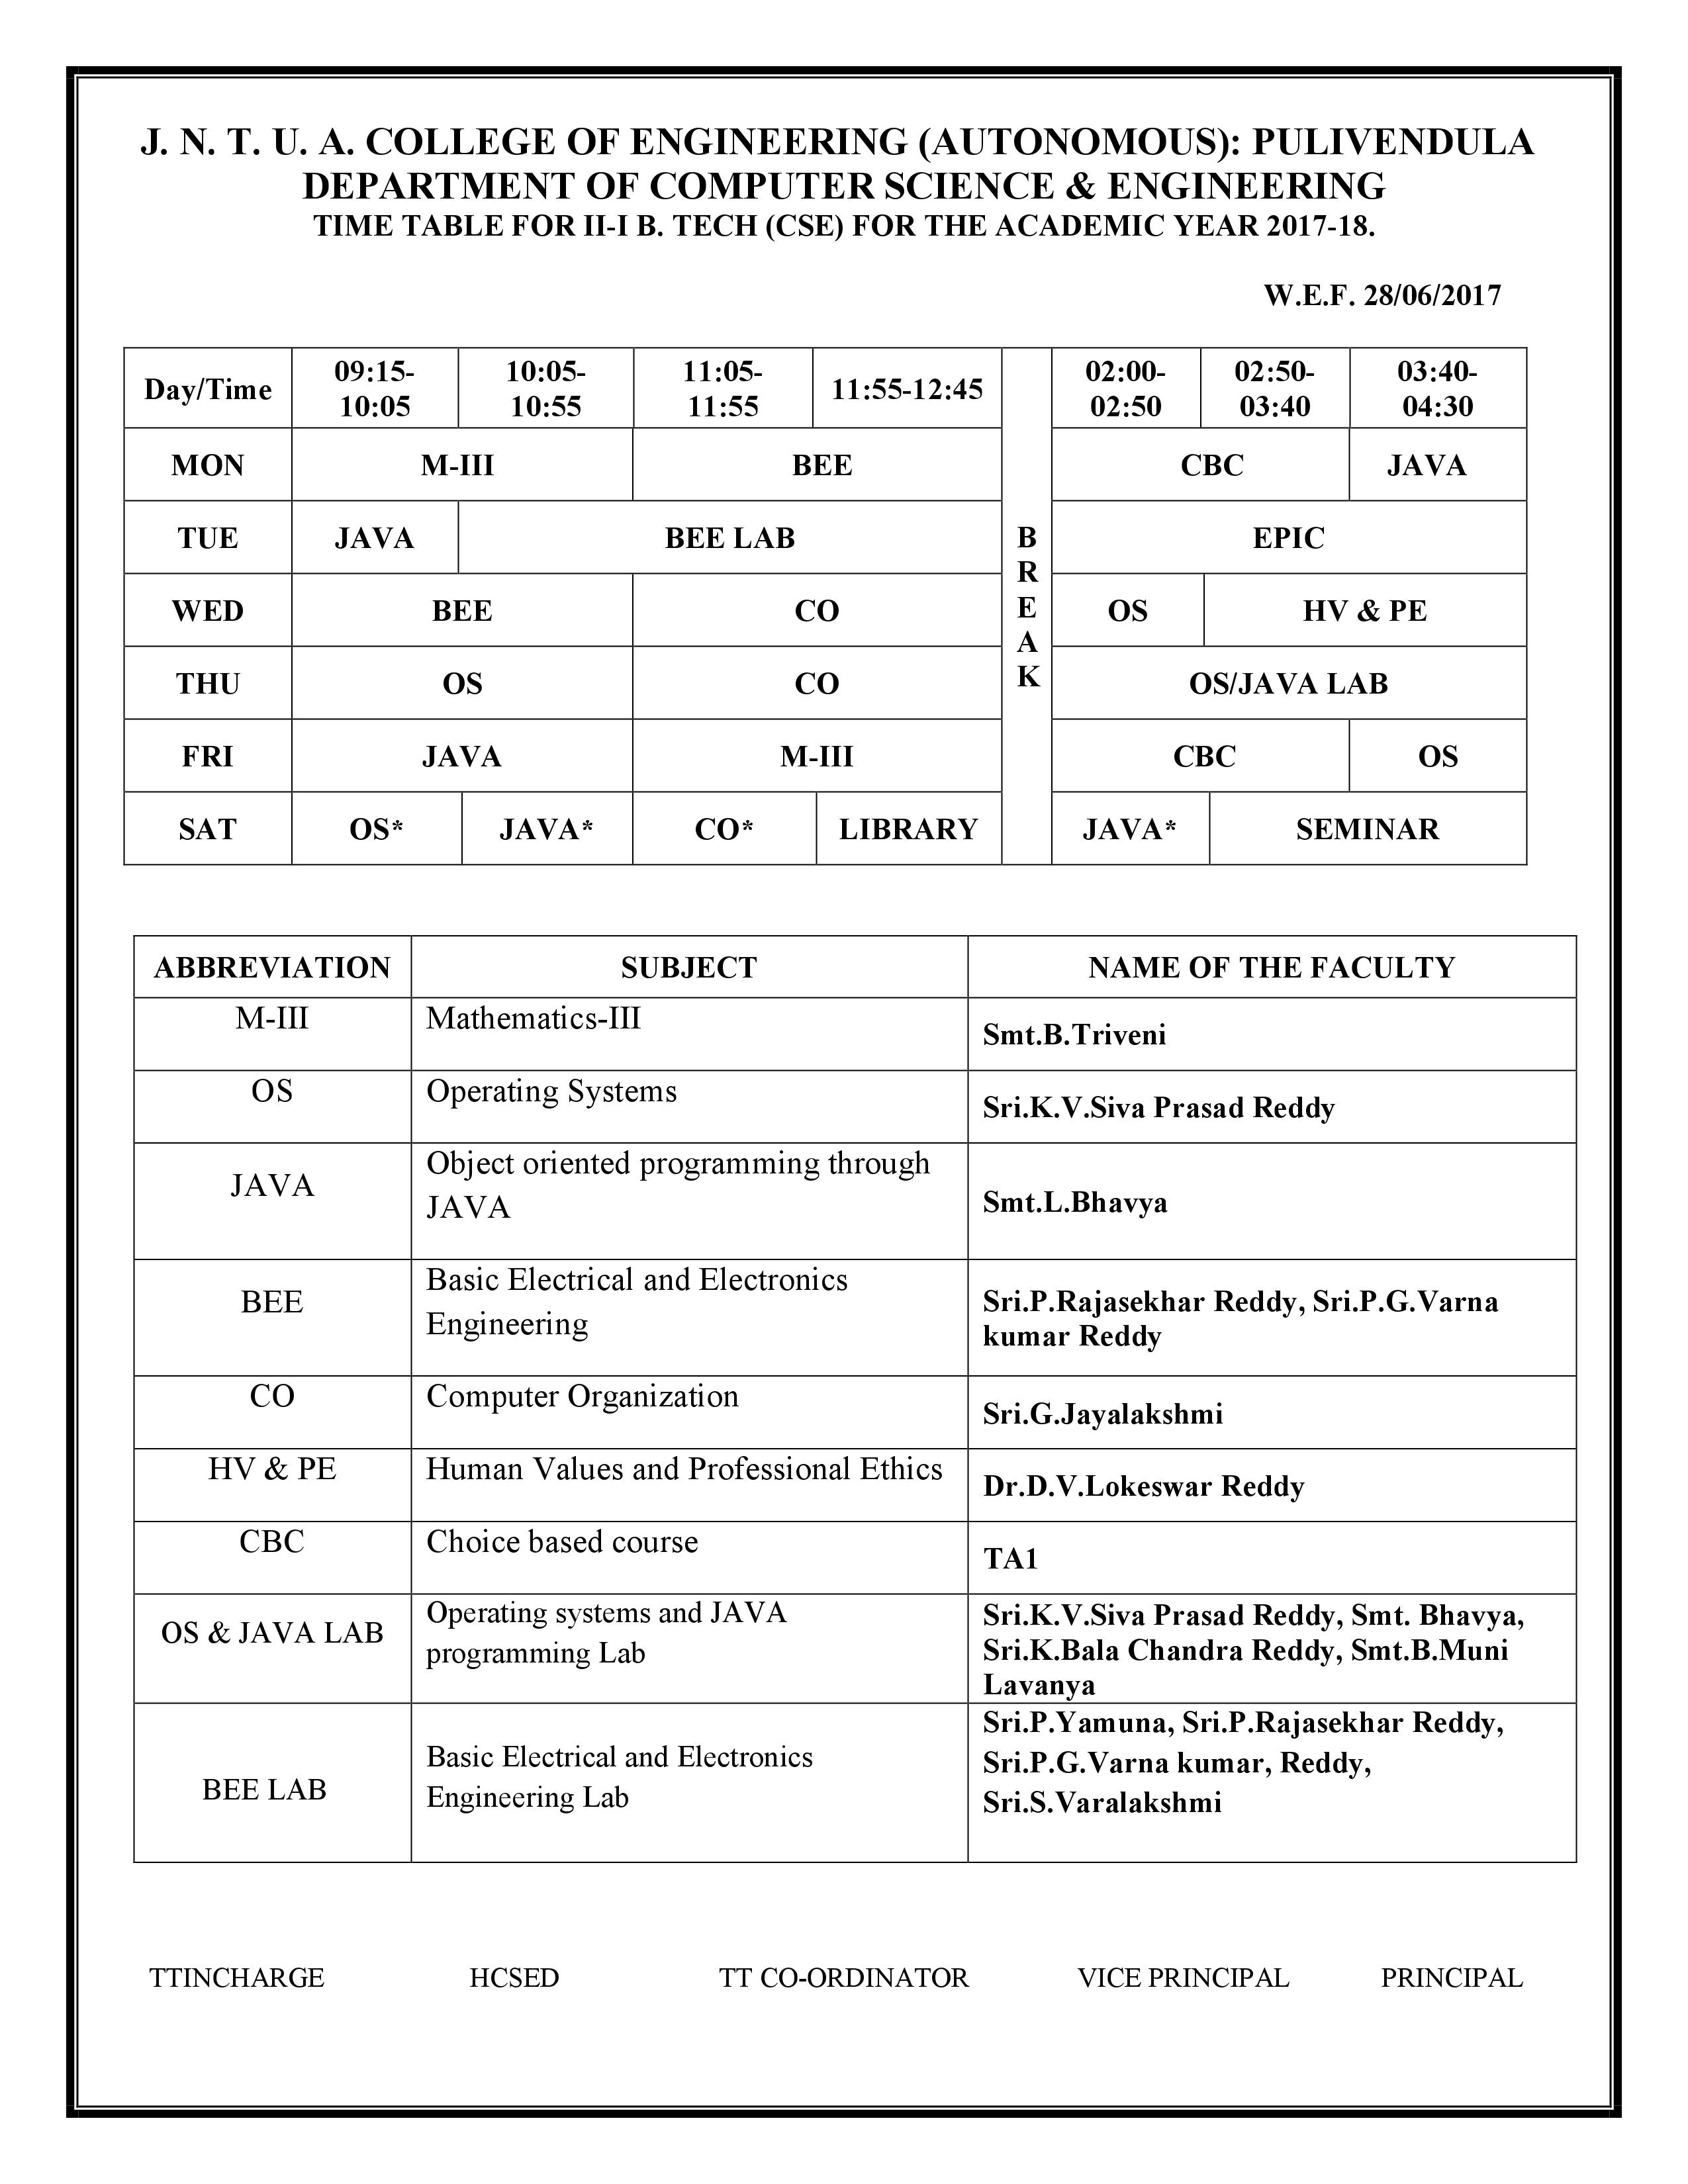 J. N. T. U. A. COLLEGE OF ENGINEERING (AUTONOMOUS): PULIVENDULA
DEPARTMENT OF COMPUTER SCIENCE & ENGINEERING
TIME TABLE FOR II-I B. TECH (CSE) FOR THE ACADEMIC YEAR 2017-18.
W.E.F. 28/06/2017
Day/Time 09:15-10:05 10:05-10:55 11:05-11:55 11:55-12:45 BREAK 02:00-02:50 02:50-03:40 03:40-04:30
MON M-III BEE CBC JAVA
TUE JAVA BEE LAB EPIC
WED BEE CO OS HV & PE
THU OS CO OS/JAVA LAB
FRI JAVA M-III CBC OS
SAT OS* JAVA* CO* LIBRARY JAVA* SEMINAR
ABBREVIATION SUBJECT NAME OF THE FACULTY
M-III Mathematics-III Smt.B.Triveni
OS Operating Systems Sri.K.V.Siva Prasad Reddy
JAVA Object oriented programming through
JAVA Smt.L.Bhavya
BEE Basic Electrical and Electronics
Engineering Sri.P.Rajasekhar Reddy, Sri.P.G.Varna
kumar Reddy
CO Computer Organization Sri.G.Jayalakshmi
HV & PE Human Values and Professional Ethics Dr.D.V.Lokeswar Reddy
CBC Choice based course TA1
OS & JAVA LAB Operating systems and JAVA
programming Lab Sri.K.V.Siva Prasad Reddy, Smt. Bhavya,
Sri.K.Bala Chandra Reddy, Smt.B.Muni
Lavanya
BEE LAB Basic Electrical and Electronics
Engineering Lab Sri.P.Yamuna, Sri.P.Rajasekhar Reddy,
Sri.P.G.Varna kumar, Reddy,
Sri.S.Varalakshmi
TTINCHARGE HCSED TT CO-ORDINATOR VICE PRINCIPAL PRINCIPAL